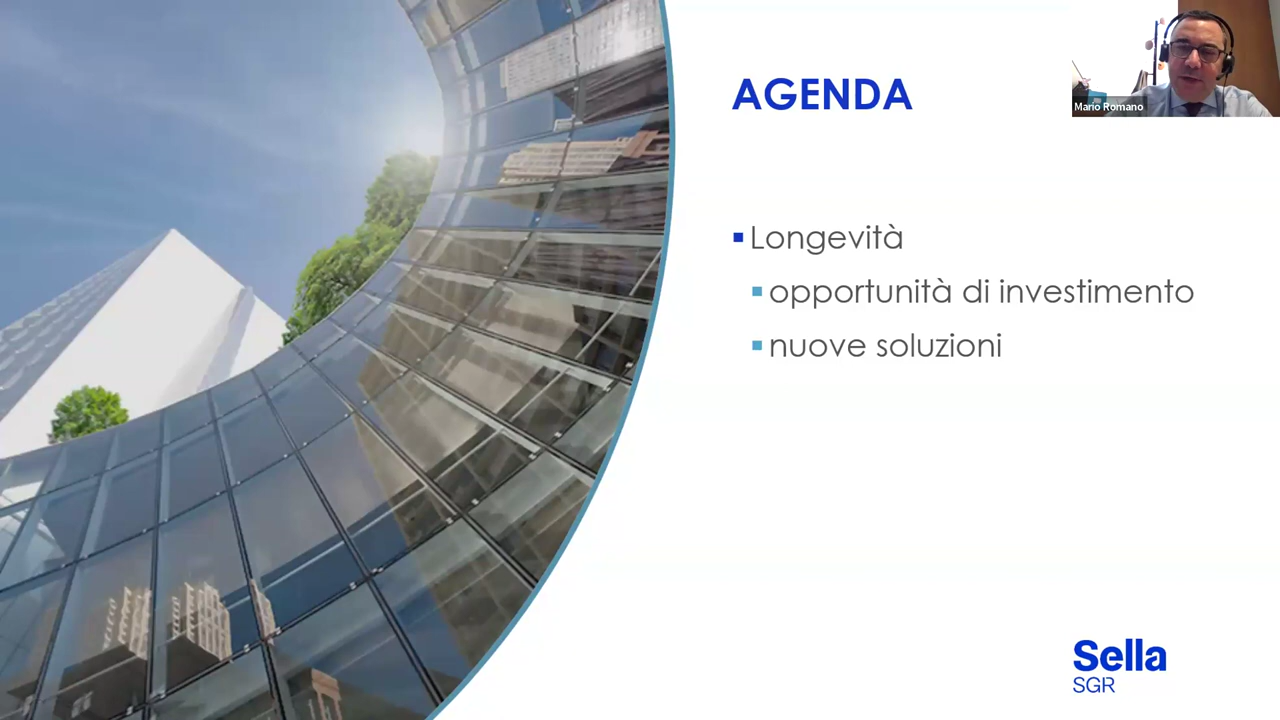 AGENDA
Mario Romano
Longevità
opportunità di investimento
nuove soluzioni
Sella
SGR